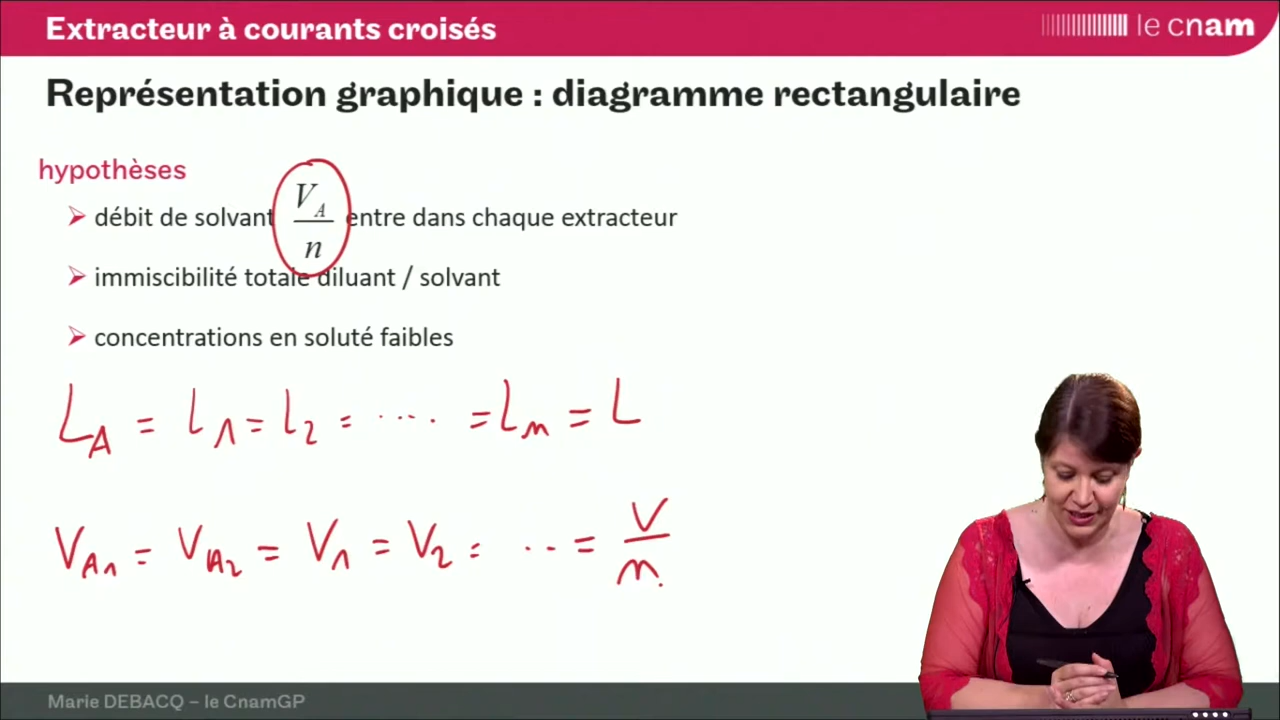 Extracteur à courants croisés
le cnam
Représentation graphique : diagramme rectangulaire
hypothèses
débit de solvant V_A/n entre dans chaque extracteur
immiscibilité totale diluant / solvant
concentrations en soluté faibles
L_A = L_1 = L_2 = .... = L_n = L
V_A1 = V_A2 = V_1 = V_2 = ... = V/n
Marie DEBACQ – le CnamGP